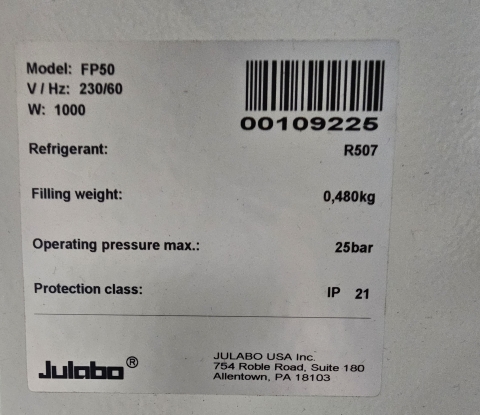 Model: FP50
V / Hz: 230/60
W: 1000
00109225
Refrigerant: R507
Filling weight: 0,480kg
Operating pressure max.: 25bar
Protection class: IP 21
Julabo®
JULABO USA Inc.
754 Roble Road, Suite 180
Allentown, PA 18103